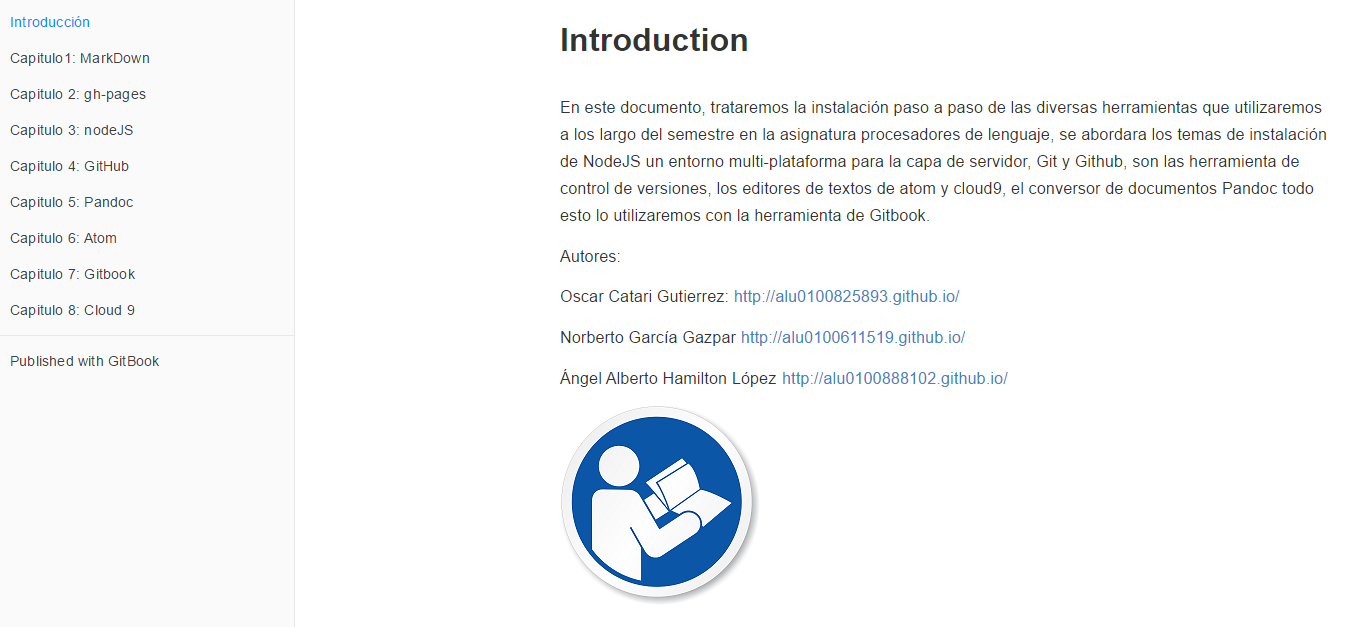 Introducción
Capitulo1: MarkDown
Capitulo 2: gh-pages
Capitulo 3: nodeJS
Capitulo 4: GitHub
Capitulo 5: Pandoc
Capitulo 6: Atom
Capitulo 7: Gitbook
Capitulo 8: Cloud 9
Published with GitBook
Introduction
En este documento, trataremos la instalación paso a paso de las diversas herramientas que utilizaremos
a los largo del semestre en la asignatura procesadores de lenguaje, se abordara los temas de instalación
de NodeJS un entorno multi-plataforma para la capa de servidor, Git y Github, son las herramienta de
control de versiones, los editores de textos de atom y cloud9, el conversor de documentos Pandoc todo
esto lo utilizaremos con la herramienta de Gitbook.
Autores:
Oscar Catari Gutierrez: http://alu0100825893.github.io/
Norberto García Gazpar http://alu0100611519.github.io/
Ángel Alberto Hamilton López http://alu0100888102.github.io/